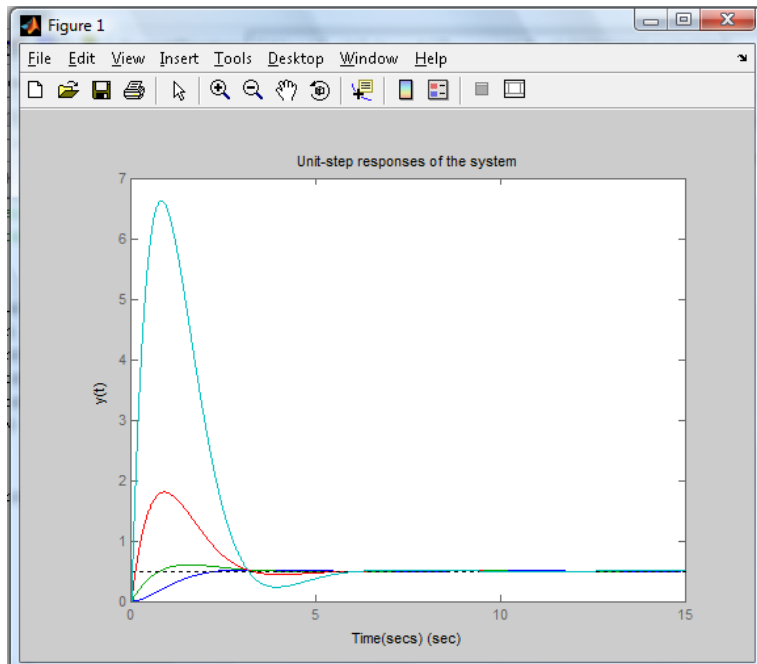 Figure 1
File Edit View Insert Tools Desktop Window Help
Unit-step responses of the system
7
6
5
4
3
2
1
0
y(t)
0 5 10 15
Time(secs) (sec)